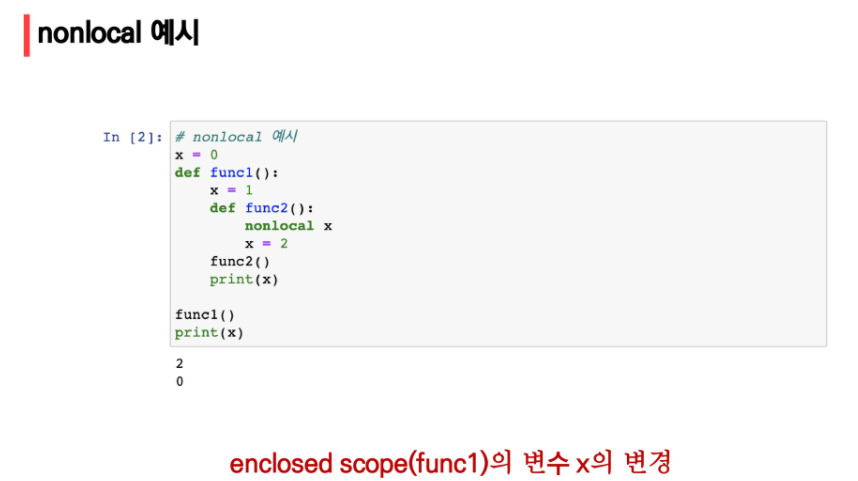 nonlocal 예시
In [2]: # nonlocal 예시
x = 0
def func1():
    x = 1
    def func2():
        nonlocal x
        x = 2
    func2()
    print(x)

func1()
print(x)
2
0
enclosed scope(func1)의 변수 x의 변경